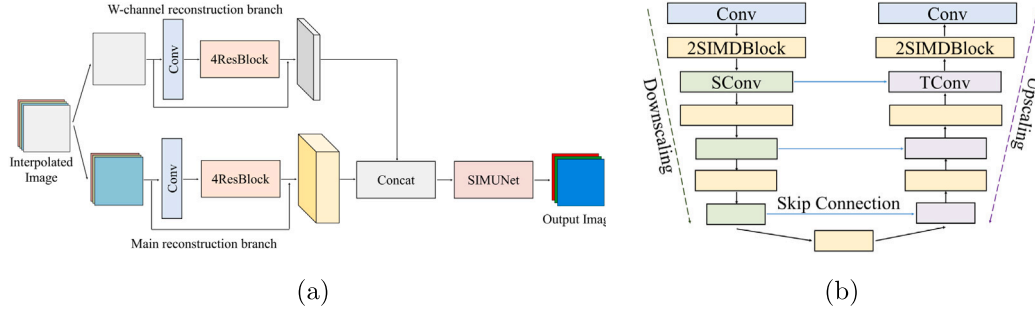 W-channel reconstruction branch
Conv
4ResBlock
Interpolated
Image
Conv
4ResBlock
Concat
SIMUNet
Output Imag
Main reconstruction branch
(a)
Conv
Conv
2SIMDBlock
2SIMDBlock
SConv
TConv
Downscaling
Upscaling
Skip Connection
(b)